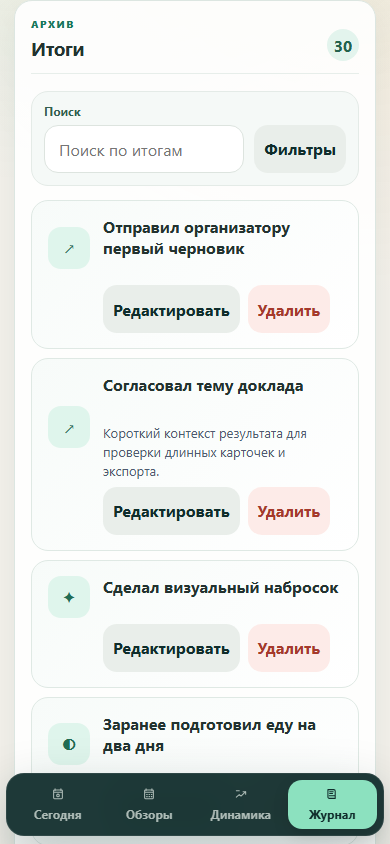 АРХИВ
Итоги
30
Поиск
Поиск по итогам
Фильтры
Отправил организатору
первый черновик
Редактировать
Удалить
Согласовал тему доклада
Короткий контекст результата для
проверки длинных карточек и
экспорта.
Редактировать
Удалить
Сделал визуальный набросок
Редактировать
Удалить
Заранее подготовил еду на
два дня
Сегодня
Обзоры
Динамика
Журнал